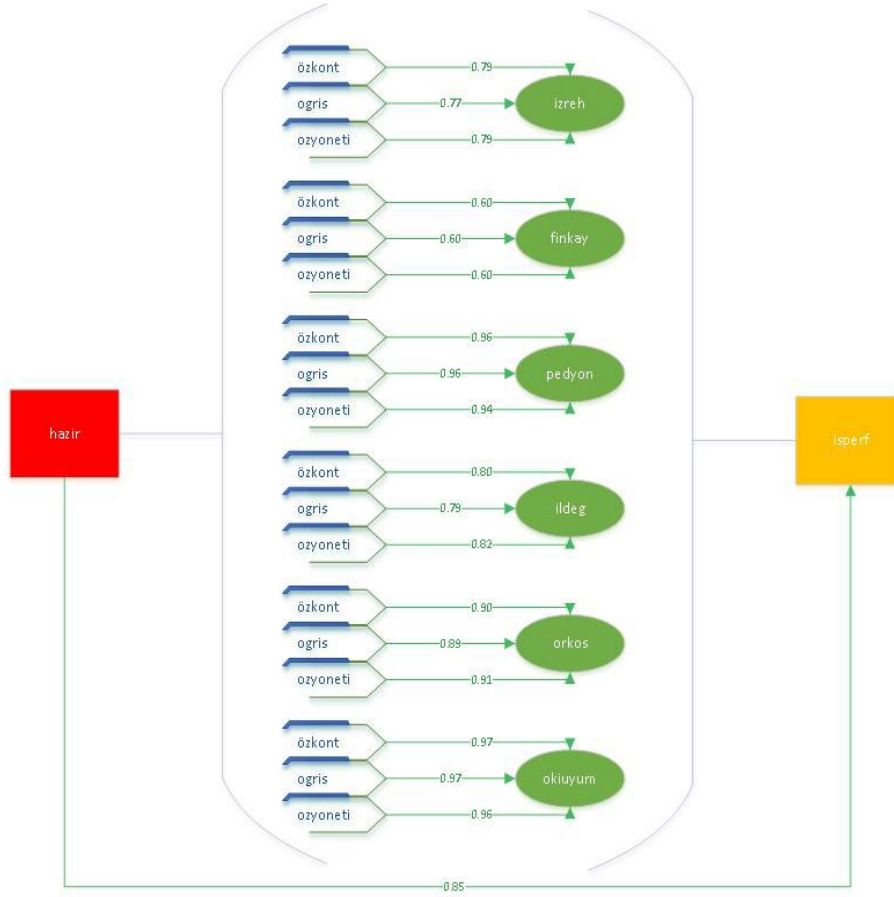 özkont
0.79
ogris
0.77
izreh
ozyoneti
0.79
özkont
0.60
ogris
0.60
finkay
ozyoneti
0.60
özkont
0.96
ogris
0.96
pedyon
ozyoneti
0.94
hazir
isperf
özkont
0.80
ogris
0.79
ildeg
ozyoneti
0.82
özkont
0.90
ogris
0.89
orkos
ozyoneti
0.91
özkont
0.97
ogris
0.97
okiuyum
ozyoneti
0.96
0.85